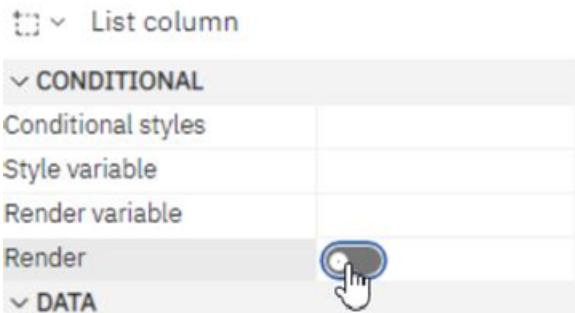 List column
CONDITIONAL
Conditional styles
Style variable
Render variable
Render
DATA